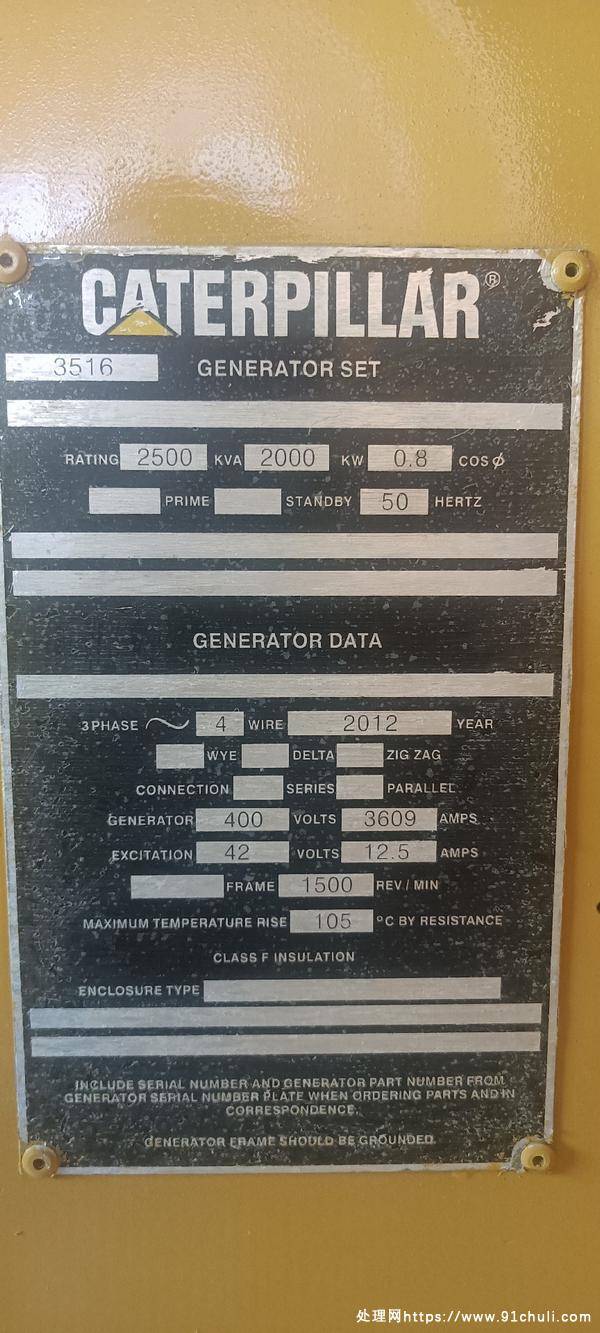 CATERPILLAR®
3516 GENERATOR SET
RATING 2500 KVA 2000 KW 0.8 COS ϕ
PRIME STANDBY 50 HERTZ
GENERATOR DATA
3 PHASE 4 WIRE 2012 YEAR
WYE DELTA ZIG ZAG
CONNECTION SERIES PARALLEL
GENERATOR 400 VOLTS 3609 AMPS
EXCITATION 42 VOLTS 12.5 AMPS
FRAME 1500 REV / MIN
MAXIMUM TEMPERATURE RISE 105 °C BY RESISTANCE
CLASS F INSULATION
ENCLOSURE TYPE
INCLUDE SERIAL NUMBER AND GENERATOR PART NUMBER FROM
GENERATOR SERIAL NUMBER PLATE WHEN ORDERING PARTS AND IN
CORRESPONDENCE.
GENERATOR FRAME SHOULD BE GROUNDED
处理网https://www.91chuli.com